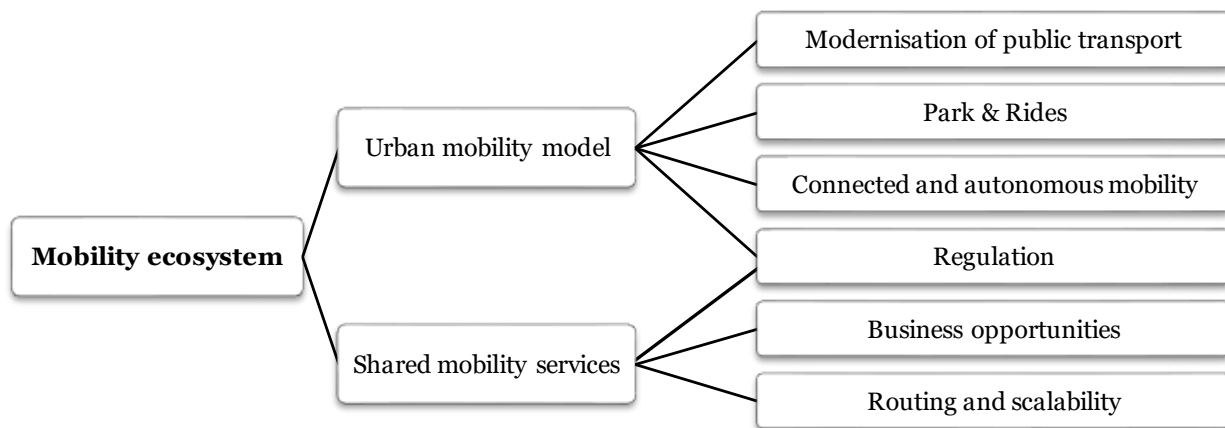 Mobility ecosystem
Urban mobility model
Shared mobility services
Modernisation of public transport
Park & Rides
Connected and autonomous mobility
Regulation
Business opportunities
Routing and scalability